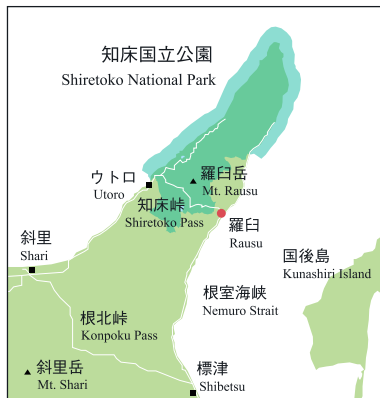 知床国立公園
Shiretoko National Park
羅臼岳
Mt. Rausu
ウトロ
Utoro
知床峠
Shiretoko Pass
羅臼
Rausu
斜里
Shari
国後島
Kunashiri Island
根室海峡
Nemuro Strait
根北峠
Konpoku Pass
斜里岳
Mt. Shari
標津
Shibetsu